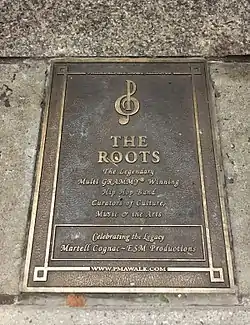 THE
ROOTS
The Legendary
Multi GRAMMY® Winning
Hip Hop Band
Curators of Culture,
Music & the Arts
Celebrating the Legacy
Martell Cognac ~ ESM Productions
WWW.PMAWALK.COM